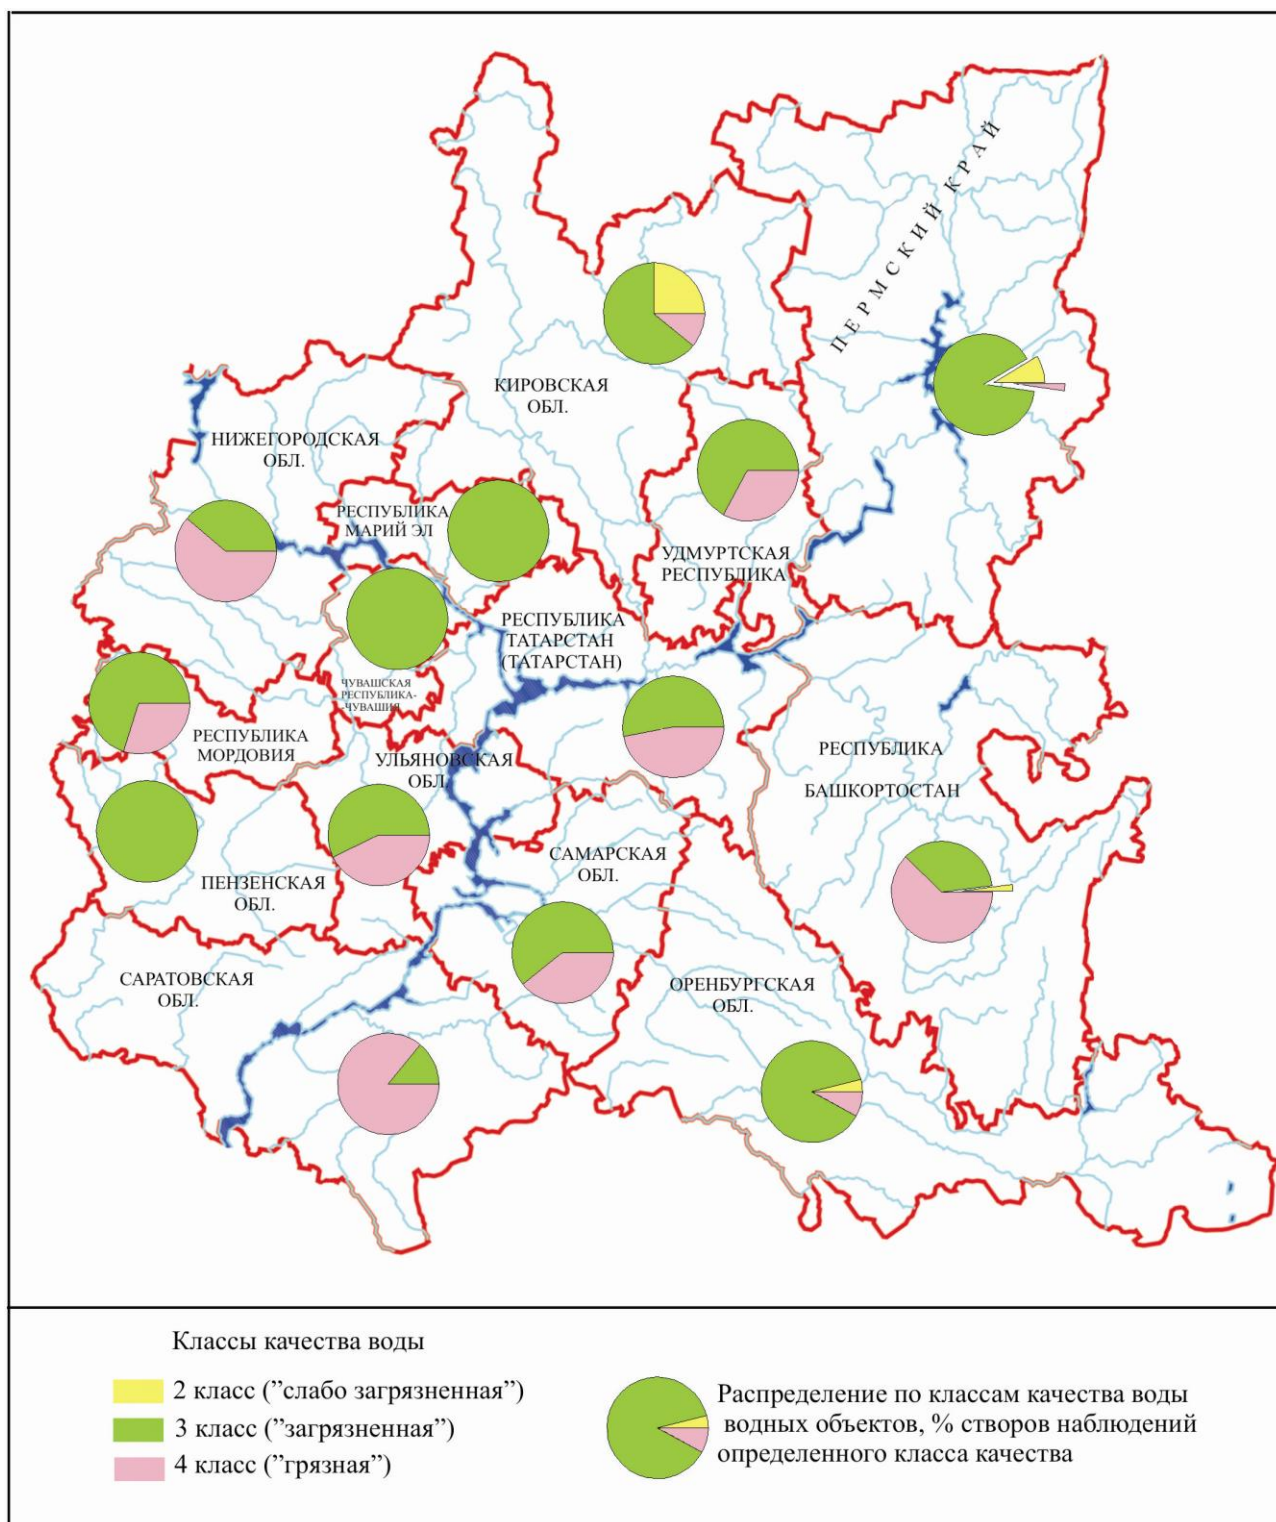 ПЕРМСКИЙ КРАЙ
КИРОВСКАЯ
ОБЛ.
НИЖЕГОРОДСКАЯ
ОБЛ.
РЕСПУБЛИКА
МАРИЙ ЭЛ
УДМУРТСКАЯ
РЕСПУБЛИКА
РЕСПУБЛИКА
ТАТАРСТАН
(ТАТАРСТАН)
ЧУВАШСКАЯ
РЕСПУБЛИКА-
-ЧУВАШИЯ
РЕСПУБЛИКА
МОРДОВИЯ
УЛЬЯНОВСКАЯ
ОБЛ.
РЕСПУБЛИКА
БАШКОРТОСТАН
САМАРСКАЯ
ОБЛ.
ПЕНЗЕНСКАЯ
ОБЛ.
САРАТОВСКАЯ
ОБЛ.
ОРЕНБУРГСКАЯ
ОБЛ.
Классы качества воды
2 класс (”слабо загрязненная”)
3 класс (”загрязненная”)
4 класс (”грязная”)
Распределение по классам качества воды
водных объектов, % створов наблюдений
определенного класса качества